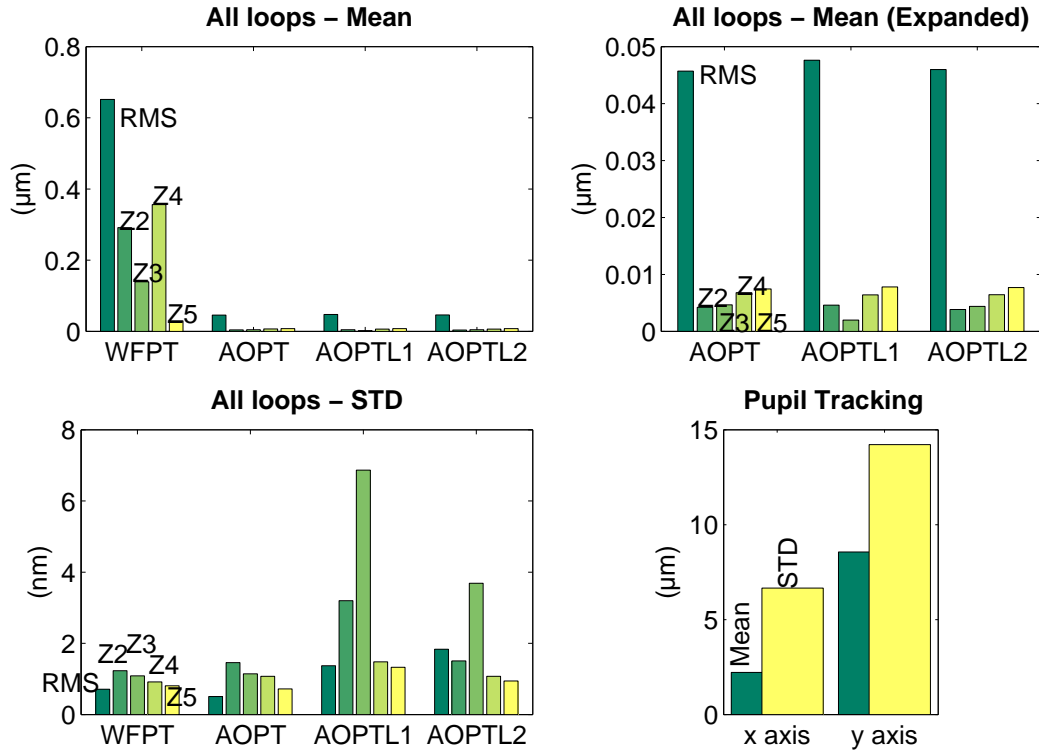 All loops – Mean
0.8
0.6
0.4
0.2
0
(μm)
RMS
Z2
Z3
Z4
Z5
WFPT AOPT AOPTL1 AOPTL2
All loops – Mean (Expanded)
0.05
0.04
0.03
0.02
0.01
0
(μm)
RMS
Z2
Z3
Z4
Z5
AOPT AOPTL1 AOPTL2
All loops – STD
8
6
4
2
0
(nm)
RMS
Z2
Z3
Z4
Z5
WFPT AOPT AOPTL1 AOPTL2
Pupil Tracking
15
10
5
0
(μm)
Mean
STD
x axis y axis